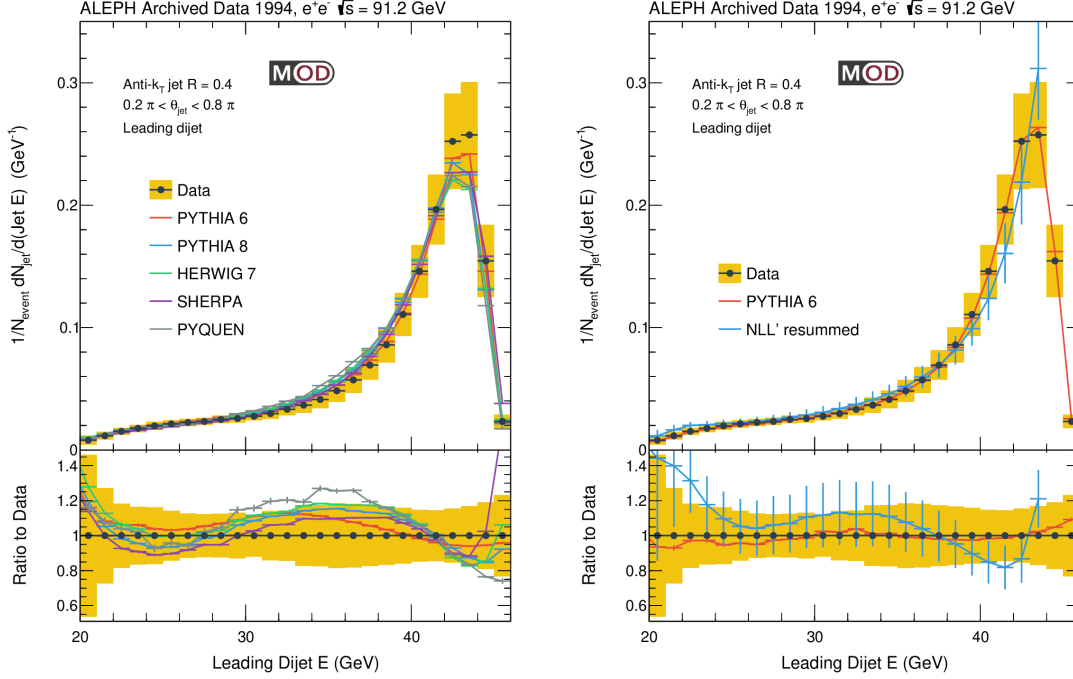 ALEPH Archived Data 1994, e⁺e⁻ √s = 91.2 GeV
MOD
Anti-k_T jet R = 0.4
0.2 π < θ_jet < 0.8 π
Leading dijet
Data
PYTHIA 6
PYTHIA 8
HERWIG 7
SHERPA
PYQUEN
1/N_event dN_jet/d(Jet E) (GeV⁻¹)
0.3
0.2
0.1
0
Ratio to Data
1.4
1.2
1
0.8
0.6
20
30
40
Leading Dijet E (GeV)
ALEPH Archived Data 1994, e⁺e⁻ √s = 91.2 GeV
MOD
Anti-k_T jet R = 0.4
0.2 π < θ_jet < 0.8 π
Leading dijet
Data
PYTHIA 6
NLL' resummed
1/N_event dN_jet/d(Jet E) (GeV⁻¹)
0.3
0.2
0.1
0
Ratio to Data
1.4
1.2
1
0.8
0.6
20
30
40
Leading Dijet E (GeV)